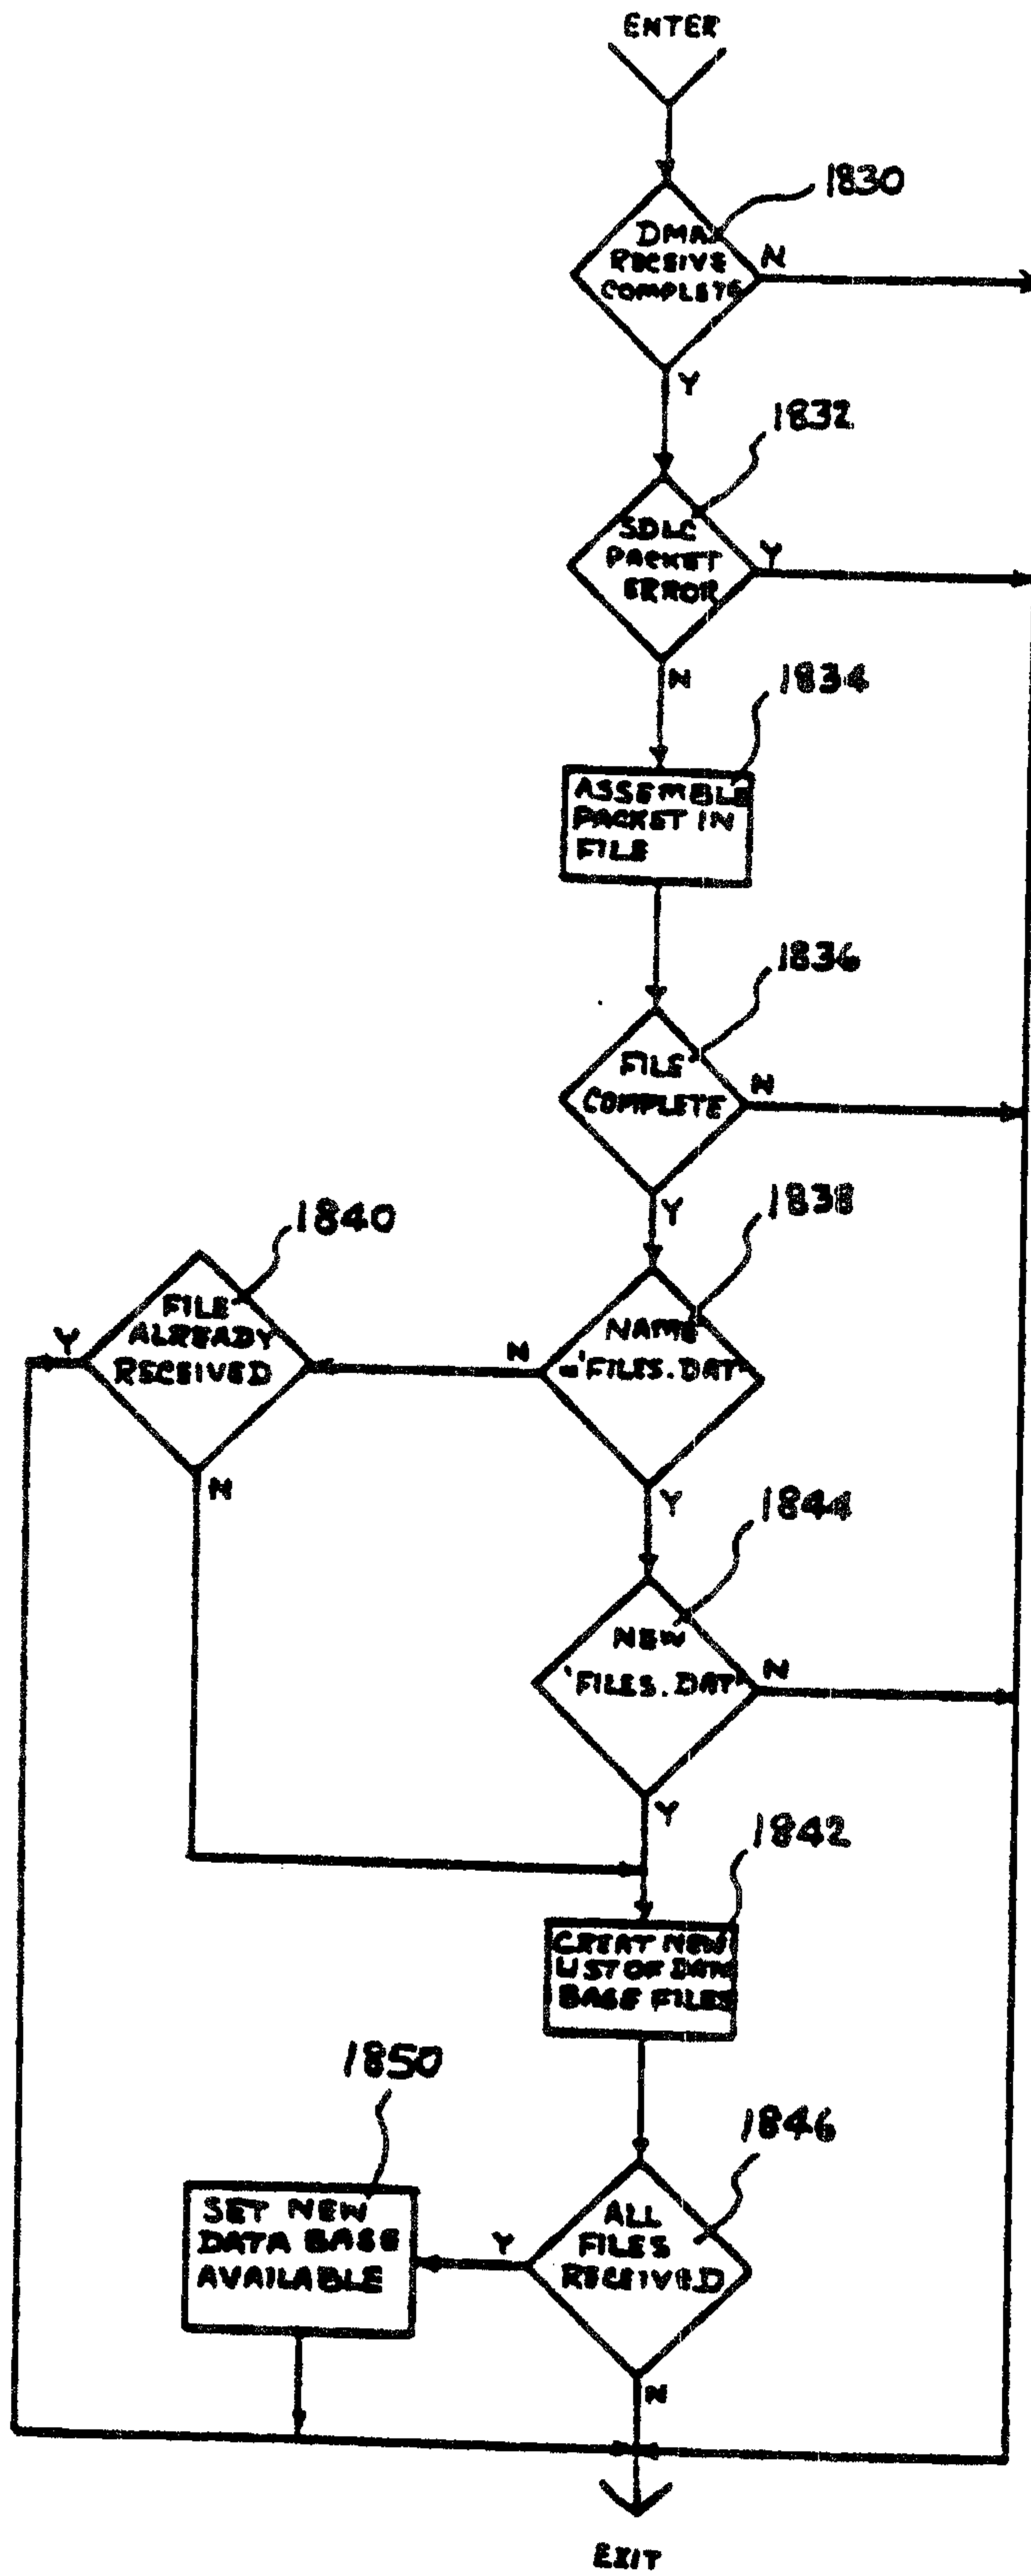 ENTER
1830
DMA
RECEIVE
COMPLETE
N
Y
1832
SDLC
PACKET
ERROR
Y
N
1834
ASSEMBLE
PACKET IN
FILE
1836
FILE
COMPLETE
N
Y
1838
NAME
='FILES.DAT'
N
Y
1840
FILE
ALREADY
RECEIVED
Y
N
1844
NEW
'FILES.DAT'
N
Y
1842
CREAT NEW
LIST OF DATA
BASE FILES
1846
ALL
FILES
RECEIVED
Y
N
1850
SET NEW
DATA BASE
AVAILABLE
EXIT